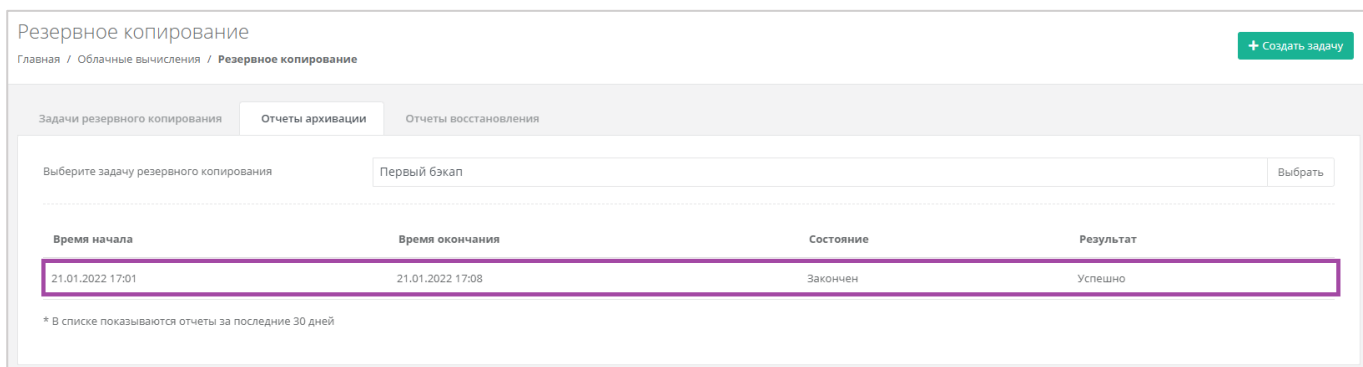 Резервное копирование
+ Создать задачу
Главная / Облачные вычисления / Резервное копирование
Задачи резервного копирования Отчеты архивации Отчеты восстановления
Выберите задачу резервного копирования Первый бэкап Выбрать
Время начала Время окончания Состояние Результат
21.01.2022 17:01 21.01.2022 17:08 Закончен Успешно
* В списке показываются отчеты за последние 30 дней